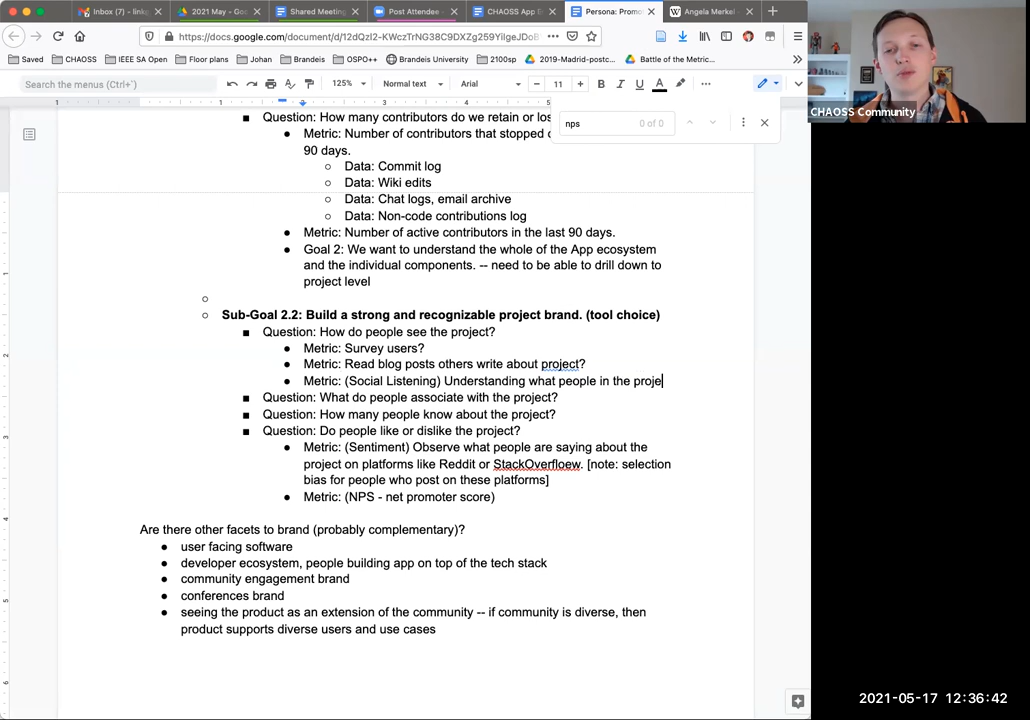 Inbox (7) – link
2021 May - Goo
Shared Meeting
Post Attendee -
CHAOSS App E
Persona: Promo
Angela Merkel -
https://docs.google.com/document/d/12dQzI2-KWczTrNG38C9DXZg259YiIgeJDoB
Saved CHAOSS IEEE SA Open Floor plans Johan Brandeis OSPO++ Brandeis University 2100sp 2019-Madrid-postc... Battle of the Metric...
Search the menus (Ctrl+`) 125% Normal text Arial 11 B I U A
nps 0 of 0
CHAOSS Community
Question: How many contributors do we retain or los
Metric: Number of contributors that stopped
90 days.
Data: Commit log
Data: Wiki edits
Data: Chat logs, email archive
Data: Non-code contributions log
Metric: Number of active contributors in the last 90 days.
Goal 2: We want to understand the whole of the App ecosystem
and the individual components. -- need to be able to drill down to
project level
Sub-Goal 2.2: Build a strong and recognizable project brand. (tool choice)
Question: How do people see the project?
Metric: Survey users?
Metric: Read blog posts others write about project?
Metric: (Social Listening) Understanding what people in the proje
Question: What do people associate with the project?
Question: How many people know about the project?
Question: Do people like or dislike the project?
Metric: (Sentiment) Observe what people are saying about the
project on platforms like Reddit or StackOverfloew. [note: selection
bias for people who post on these platforms]
Metric: (NPS - net promoter score)
Are there other facets to brand (probably complementary)?
user facing software
developer ecosystem, people building app on top of the tech stack
community engagement brand
conferences brand
seeing the product as an extension of the community -- if community is diverse, then
product supports diverse users and use cases
2021-05-17 12:36:42